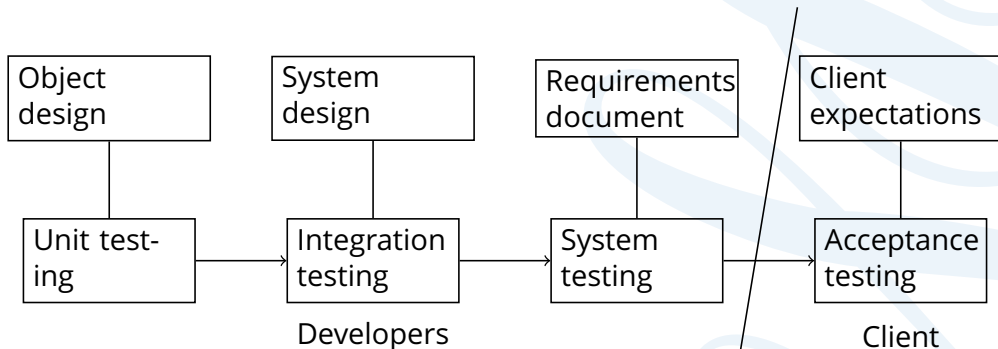 Object
design
System
design
Requirements
document
Client
expectations
Unit test-
ing
Integration
testing
System
testing
Acceptance
testing
Developers
Client